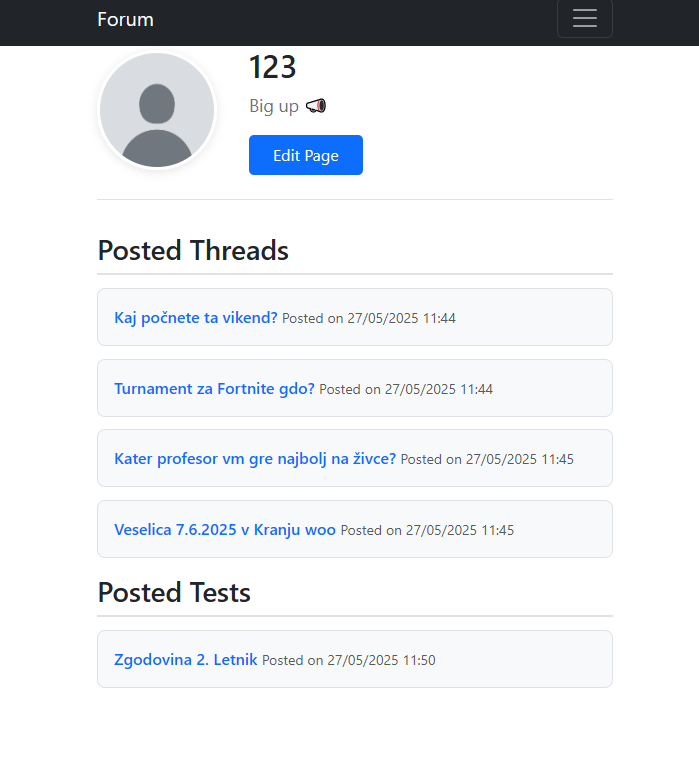 Forum
123
Big up
Edit Page
Posted Threads
Kaj počnete ta vikend? Posted on 27/05/2025 11:44
Turnament za Fortnite gdo? Posted on 27/05/2025 11:44
Kater profesor vm gre najbolj na živce? Posted on 27/05/2025 11:45
Veselica 7.6.2025 v Kranju woo Posted on 27/05/2025 11:45
Posted Tests
Zgodovina 2. Letnik Posted on 27/05/2025 11:50